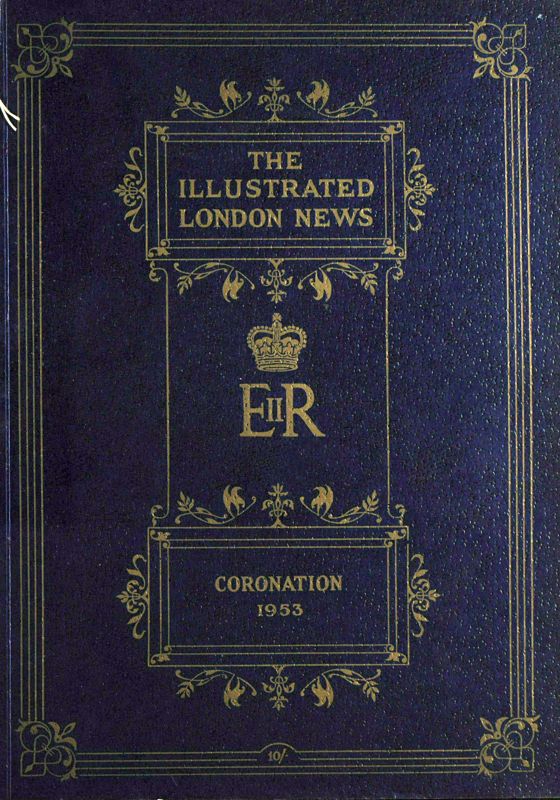 THE
ILLUSTRATED
LONDON NEWS
EIIR
CORONATION
1953
10/-